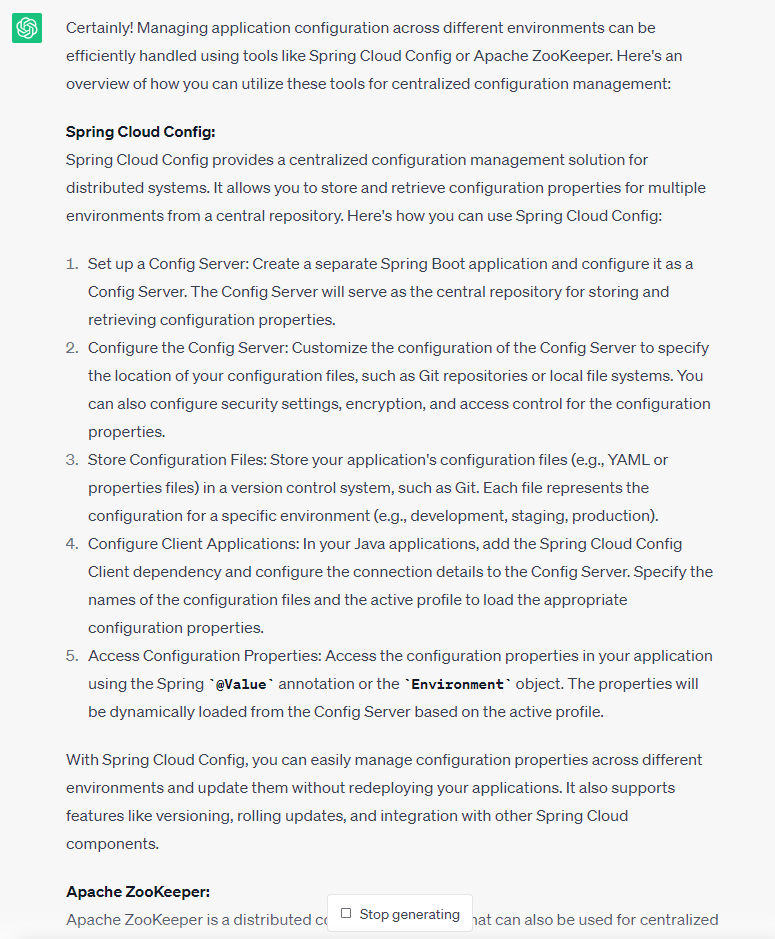 Certainly! Managing application configuration across different environments can be
efficiently handled using tools like Spring Cloud Config or Apache ZooKeeper. Here's an
overview of how you can utilize these tools for centralized configuration management:
Spring Cloud Config:
Spring Cloud Config provides a centralized configuration management solution for
distributed systems. It allows you to store and retrieve configuration properties for multiple
environments from a central repository. Here's how you can use Spring Cloud Config:
1. Set up a Config Server: Create a separate Spring Boot application and configure it as a
Config Server. The Config Server will serve as the central repository for storing and
retrieving configuration properties.
2. Configure the Config Server: Customize the configuration of the Config Server to specify
the location of your configuration files, such as Git repositories or local file systems. You
can also configure security settings, encryption, and access control for the configuration
properties.
3. Store Configuration Files: Store your application's configuration files (e.g., YAML or
properties files) in a version control system, such as Git. Each file represents the
configuration for a specific environment (e.g., development, staging, production).
4. Configure Client Applications: In your Java applications, add the Spring Cloud Config
Client dependency and configure the connection details to the Config Server. Specify the
names of the configuration files and the active profile to load the appropriate
configuration properties.
5. Access Configuration Properties: Access the configuration properties in your application
using the Spring `@Value` annotation or the `Environment` object. The properties will
be dynamically loaded from the Config Server based on the active profile.
With Spring Cloud Config, you can easily manage configuration properties across different
environments and update them without redeploying your applications. It also supports
features like versioning, rolling updates, and integration with other Spring Cloud
components.
Apache ZooKeeper:
Apache ZooKeeper is a distributed can also be used for centralized
Stop generating